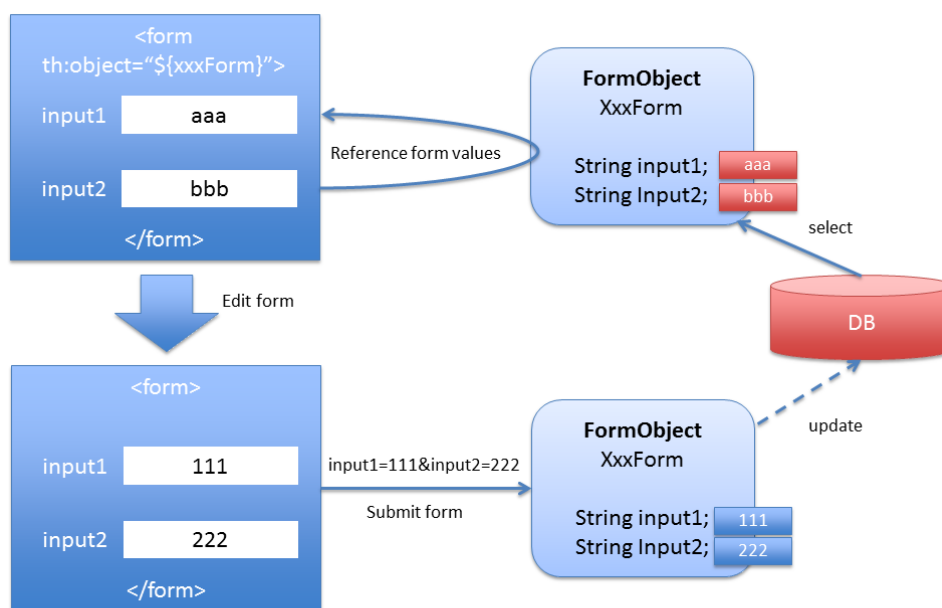 <form
th:object="${xxxForm}”>
input1 aaa
input2 bbb
</form>
Reference form values
FormObject
XxxForm
String input1; aaa
String Input2; bbb
select
DB
update
Edit form
<form>
input1 111
input2 222
</form>
input1=111&input2=222
Submit form
FormObject
XxxForm
String input1; 111
String Input2; 222